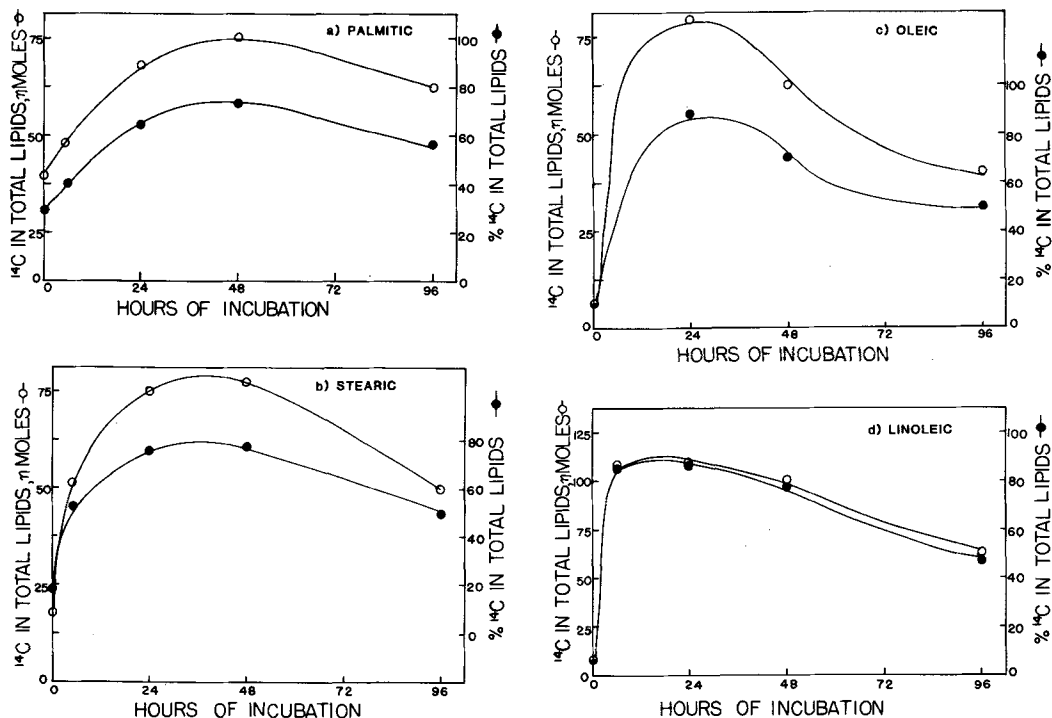 a) PALMITIC
¹⁴C IN TOTAL LIPIDS, ηMOLES
75
50
25
0
100
80
60
40
20
0
% ¹⁴C IN TOTAL LIPIDS
0 24 48 72 96
HOURS OF INCUBATION
b) STEARIC
¹⁴C IN TOTAL LIPIDS, ηMOLES
75
50
25
0
80
60
40
20
0
% ¹⁴C IN TOTAL LIPIDS
0 24 48 72 96
HOURS OF INCUBATION
c) OLEIC
¹⁴C IN TOTAL LIPIDS, ηMOLES
75
50
25
0
100
80
60
40
20
0
% ¹⁴C IN TOTAL LIPIDS
0 24 48 72 96
HOURS OF INCUBATION
d) LINOLEIC
¹⁴C IN TOTAL LIPIDS, ηMOLES
125
100
75
50
25
0
100
80
60
40
20
0
% ¹⁴C IN TOTAL LIPIDS
0 24 48 72 96
HOURS OF INCUBATION